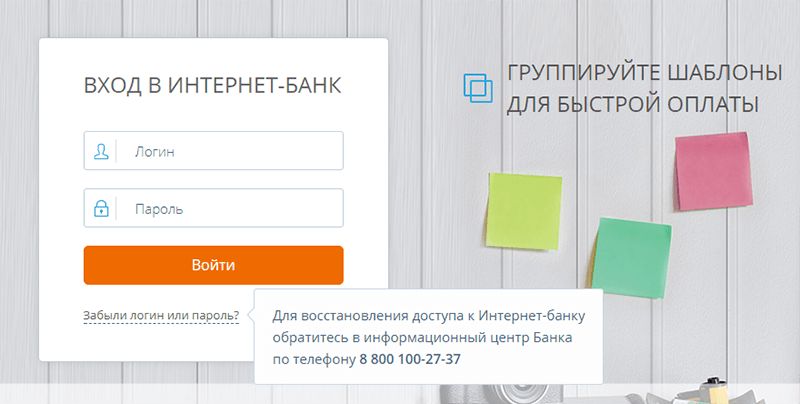 ВХОД В ИНТЕРНЕТ-БАНК
Логин
Пароль
Войти
Забыли логин или пароль?
Для восстановления доступа к Интернет-банку
обратитесь в информационный центр Банка
по телефону 8 800 100-27-37
ГРУППИРУЙТЕ ШАБЛОНЫ
ДЛЯ БЫСТРОЙ ОПЛАТЫ